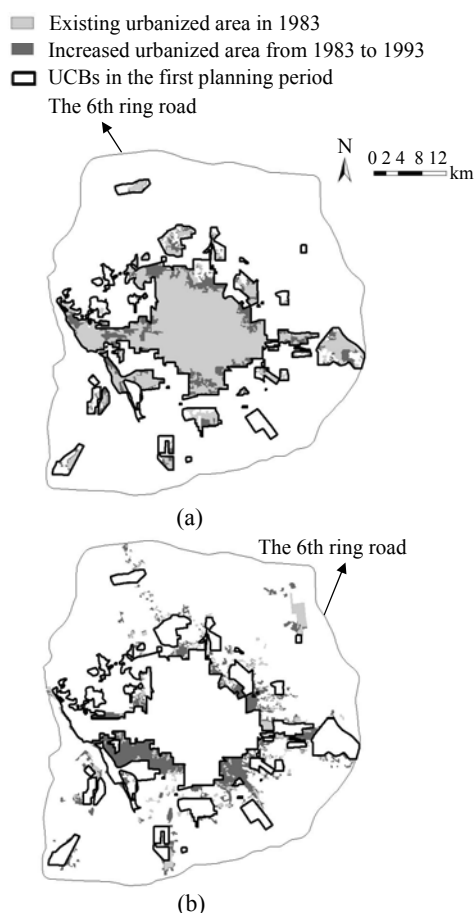 Existing urbanized area in 1983
Increased urbanized area from 1983 to 1993
UCBs in the first planning period
The 6th ring road
N
0 2 4 8 12
km
(a)
The 6th ring road
(b)